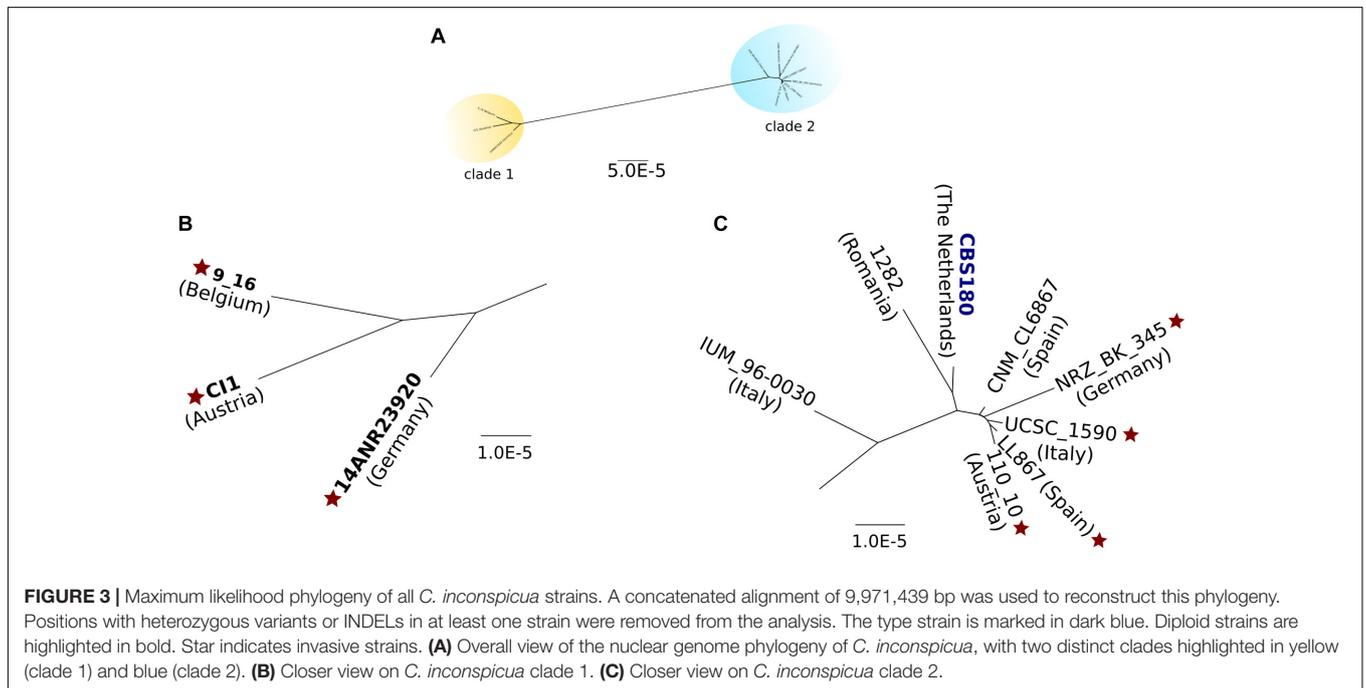 A
clade 1
clade 2
5.0E-5
B
9_16
(Belgium)
CI1
(Austria)
14ANR23920
(Germany)
1.0E-5
C
IUM_96-0030
(Italy)
1282
(Romania)
CBS180
(The Netherlands)
CNM_CL6867
(Spain)
NRZ_BK_345
(Germany)
UCSC_1590
(Italy)
LL867 (Spain)
110_10
(Austria)
1.0E-5
FIGURE 3 | Maximum likelihood phylogeny of all C. inconspicua strains. A concatenated alignment of 9,971,439 bp was used to reconstruct this phylogeny.
Positions with heterozygous variants or INDELs in at least one strain were removed from the analysis. The type strain is marked in dark blue. Diploid strains are
highlighted in bold. Star indicates invasive strains. (A) Overall view of the nuclear genome phylogeny of C. inconspicua, with two distinct clades highlighted in yellow
(clade 1) and blue (clade 2). (B) Closer view on C. inconspicua clade 1. (C) Closer view on C. inconspicua clade 2.